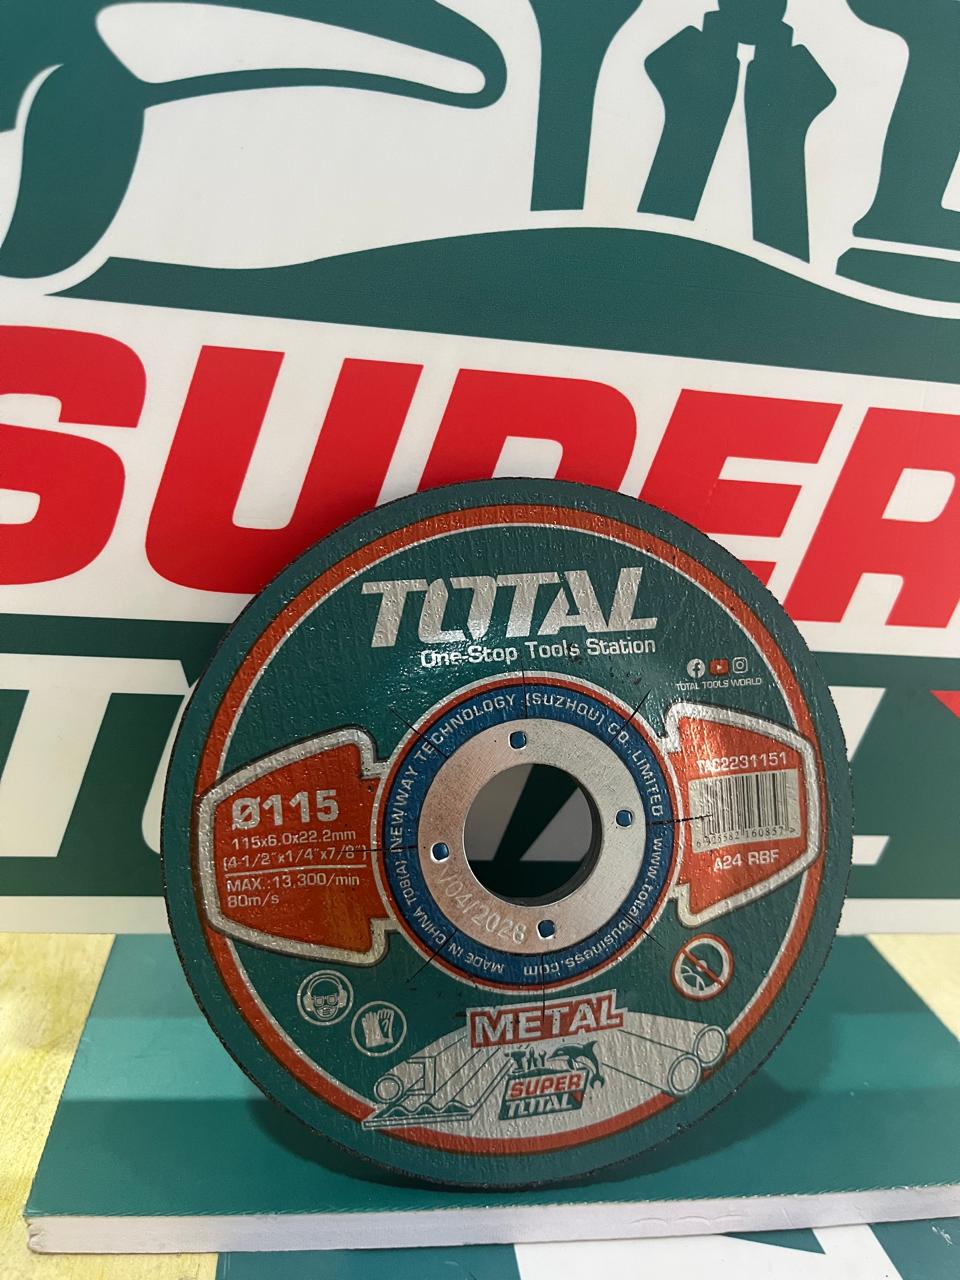 SUPER
TOTAL
One-Stop Tools Station
TOTAL TOOLS WORLD
NEWWAY TECHNOLOGY (SUZHOU) CO.,LIMITED www.totalbusiness.com
MADE IN CHINA T08(A)
Ø115
115x6.0x22.2mm
(4-1/2"x1/4"x7/8")
MAX.:13,300/min
80m/s
TAC2231151
A24 RBF
/04/2028
METAL
SUPER
TOTAL